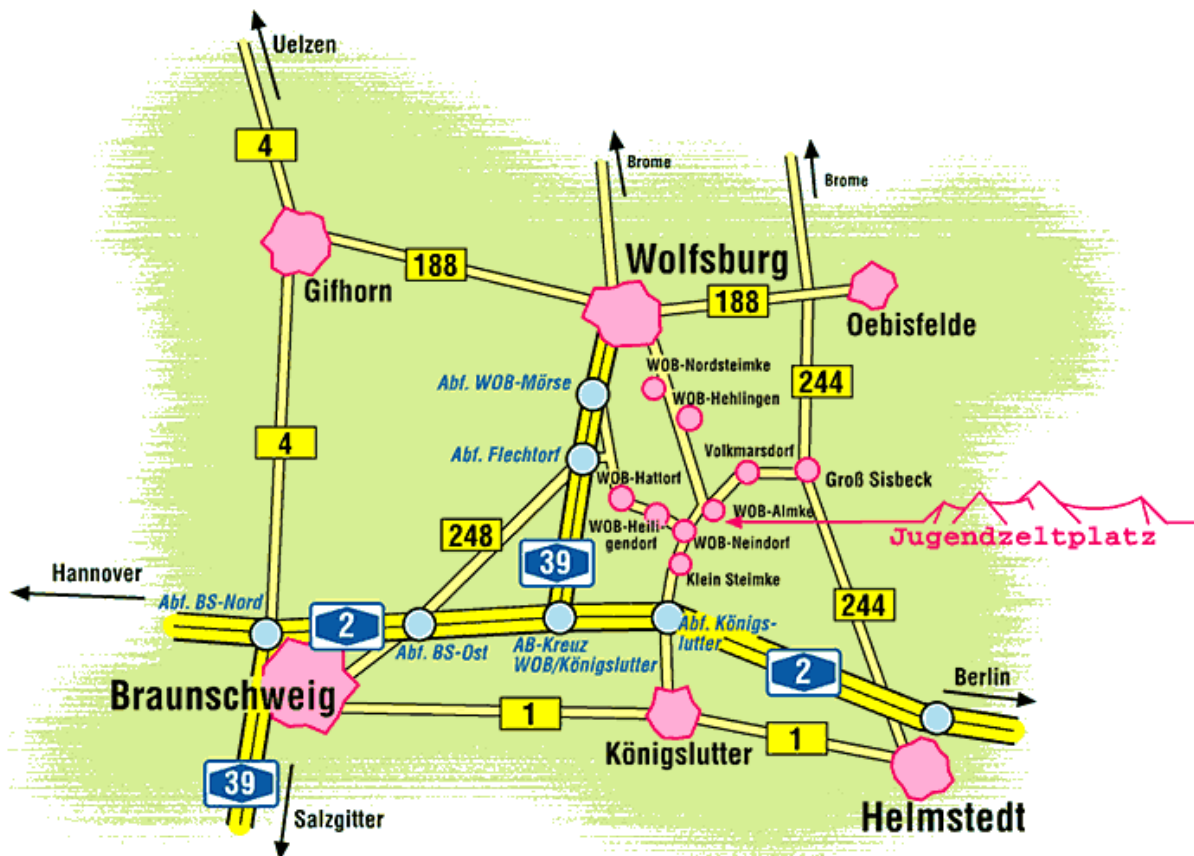 Uelzen
4
Brome
Brome
Gifhorn
188
Wolfsburg
188
Oebisfelde
WOB-Nordsteimke
Abf. WOB-Mörse
WOB-Hehlingen
244
4
Abf. Flechtorf
Volkmarsdorf
Groß Sisbeck
WOB-Hattorf
WOB-Almke
WOB-Heili-
gendorf
WOB-Neindorf
Jugendzeltplatz
248
39
Klein Steimke
Hannover
Abf. BS-Nord
2
Abf. BS-Ost
AB-Kreuz
WOB/Königslutter
Abf. Königs-
lutter
244
2
Berlin
Braunschweig
1
Königslutter
1
39
Salzgitter
Helmstedt